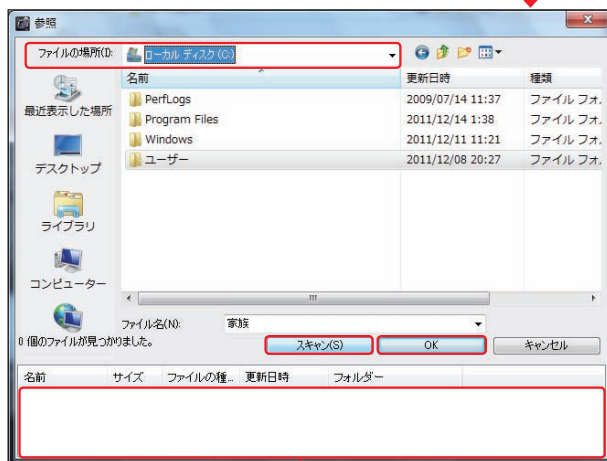 参照
ファイルの場所(I): ローカル ディスク (C:)
名前 更新日時 種類
PerfLogs 2009/07/14 11:37 ファイル フォ.
Program Files 2011/12/14 1:38 ファイル フォ.
Windows 2011/12/11 11:21 ファイル フォ.
ユーザー 2011/12/08 20:27 ファイル フォ.
最近表示した場所
デスクトップ
ライブラリ
コンピューター
ファイル名(N): 家族
0 個のファイルが見つかりました。
スキャン(S) OK キャンセル
名前 サイズ ファイルの種... 更新日時 フォルダー